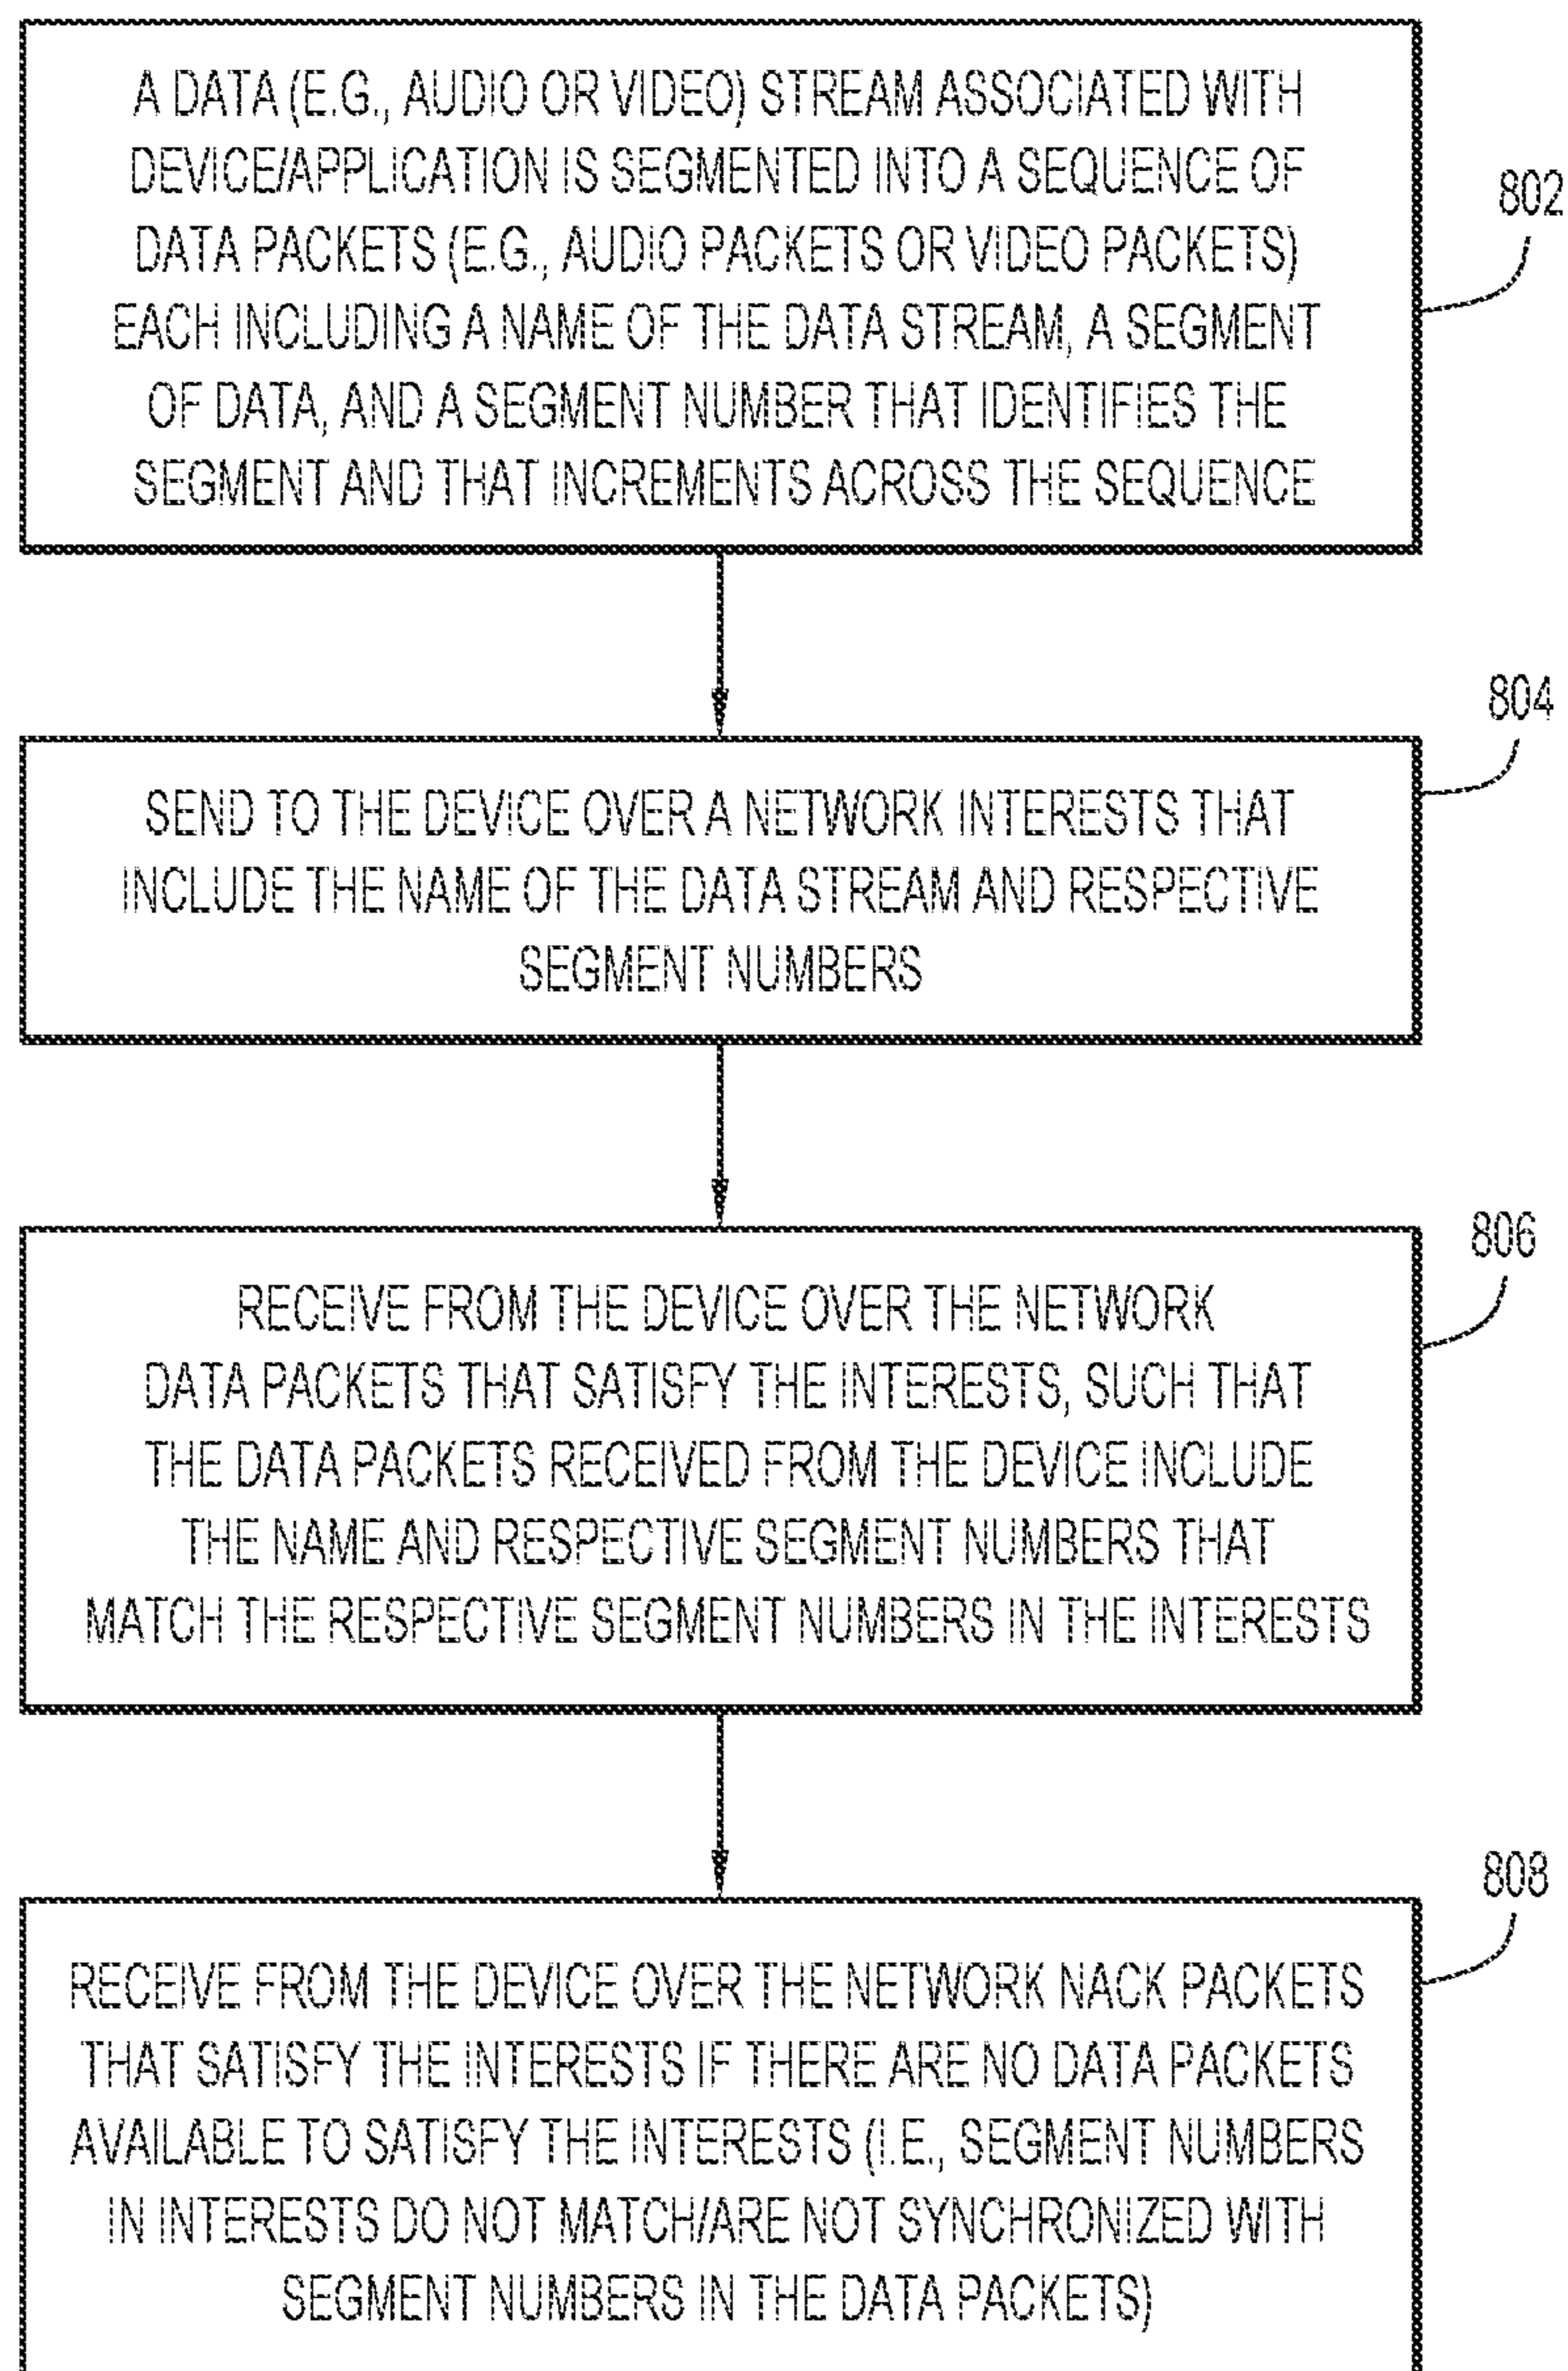 A DATA (E.G., AUDIO OR VIDEO) STREAM ASSOCIATED WITH
DEVICE/APPLICATION IS SEGMENTED INTO A SEQUENCE OF
DATA PACKETS (E.G., AUDIO PACKETS OR VIDEO PACKETS)
EACH INCLUDING A NAME OF THE DATA STREAM, A SEGMENT
OF DATA, AND A SEGMENT NUMBER THAT IDENTIFIES THE
SEGMENT AND THAT INCREMENTS ACROSS THE SEQUENCE
802
804
SEND TO THE DEVICE OVER A NETWORK INTERESTS THAT
INCLUDE THE NAME OF THE DATA STREAM AND RESPECTIVE
SEGMENT NUMBERS
806
RECEIVE FROM THE DEVICE OVER THE NETWORK
DATA PACKETS THAT SATISFY THE INTERESTS, SUCH THAT
THE DATA PACKETS RECEIVED FROM THE DEVICE INCLUDE
THE NAME AND RESPECTIVE SEGMENT NUMBERS THAT
MATCH THE RESPECTIVE SEGMENT NUMBERS IN THE INTERESTS
808
RECEIVE FROM THE DEVICE OVER THE NETWORK NACK PACKETS
THAT SATISFY THE INTERESTS IF THERE ARE NO DATA PACKETS
AVAILABLE TO SATISFY THE INTERESTS (I.E., SEGMENT NUMBERS
IN INTERESTS DO NOT MATCH/ARE NOT SYNCHRONIZED WITH
SEGMENT NUMBERS IN THE DATA PACKETS)